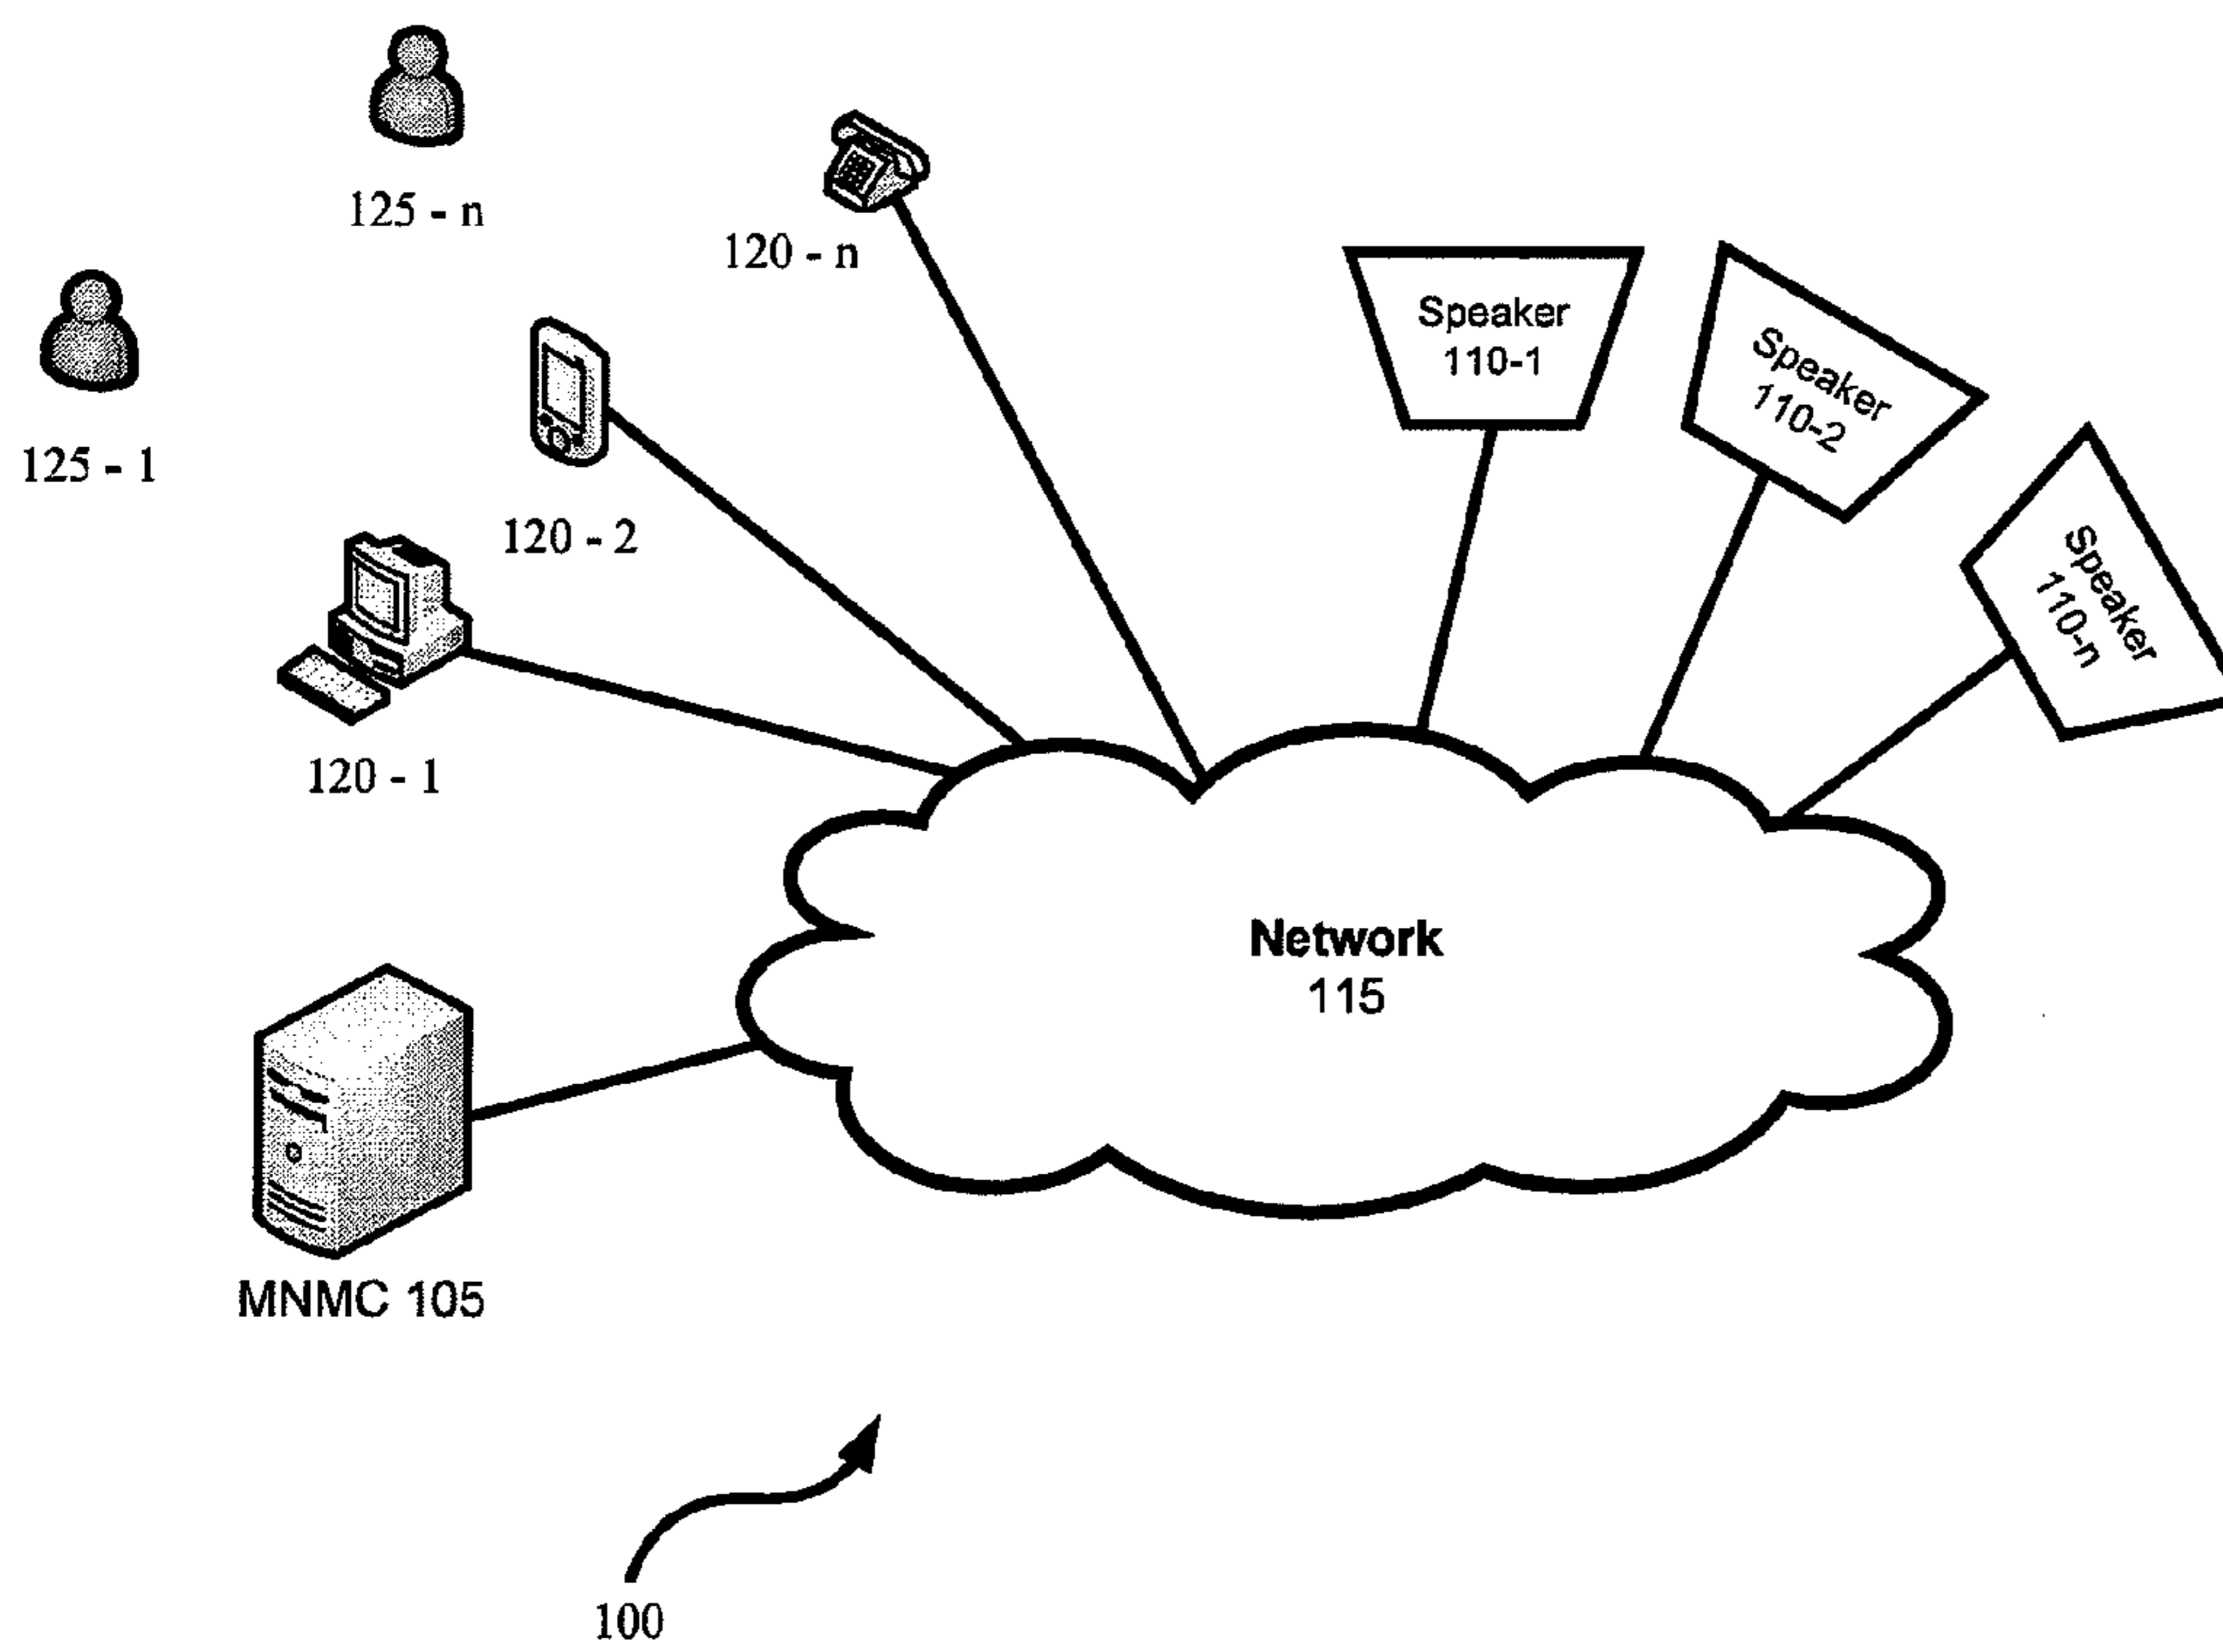 125 - n
120 - n
125 - 1
Speaker
110-1
Speaker
110-2
Speaker
110-n
120 - 2
120 - 1
Network
115
MNMC 105
100